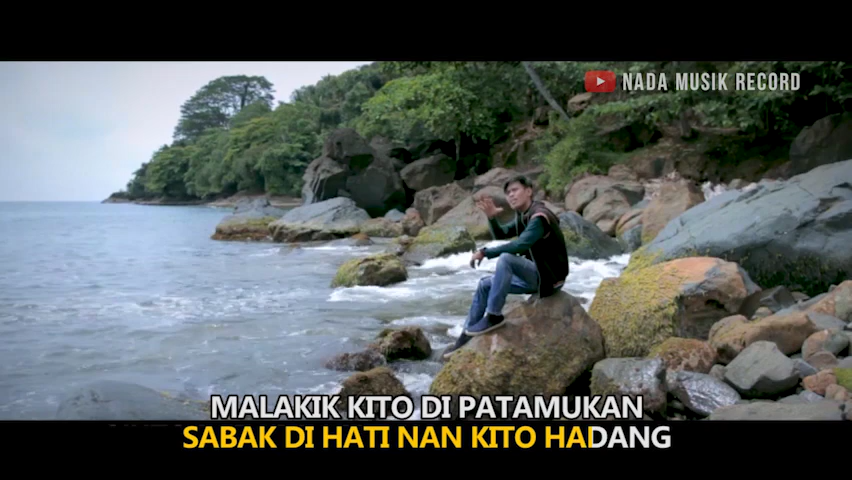 NADA MUSIK RECORD
MALAKIK KITO DI PATAMUKAN
SABAK DI HATI NAN KITO HADANG